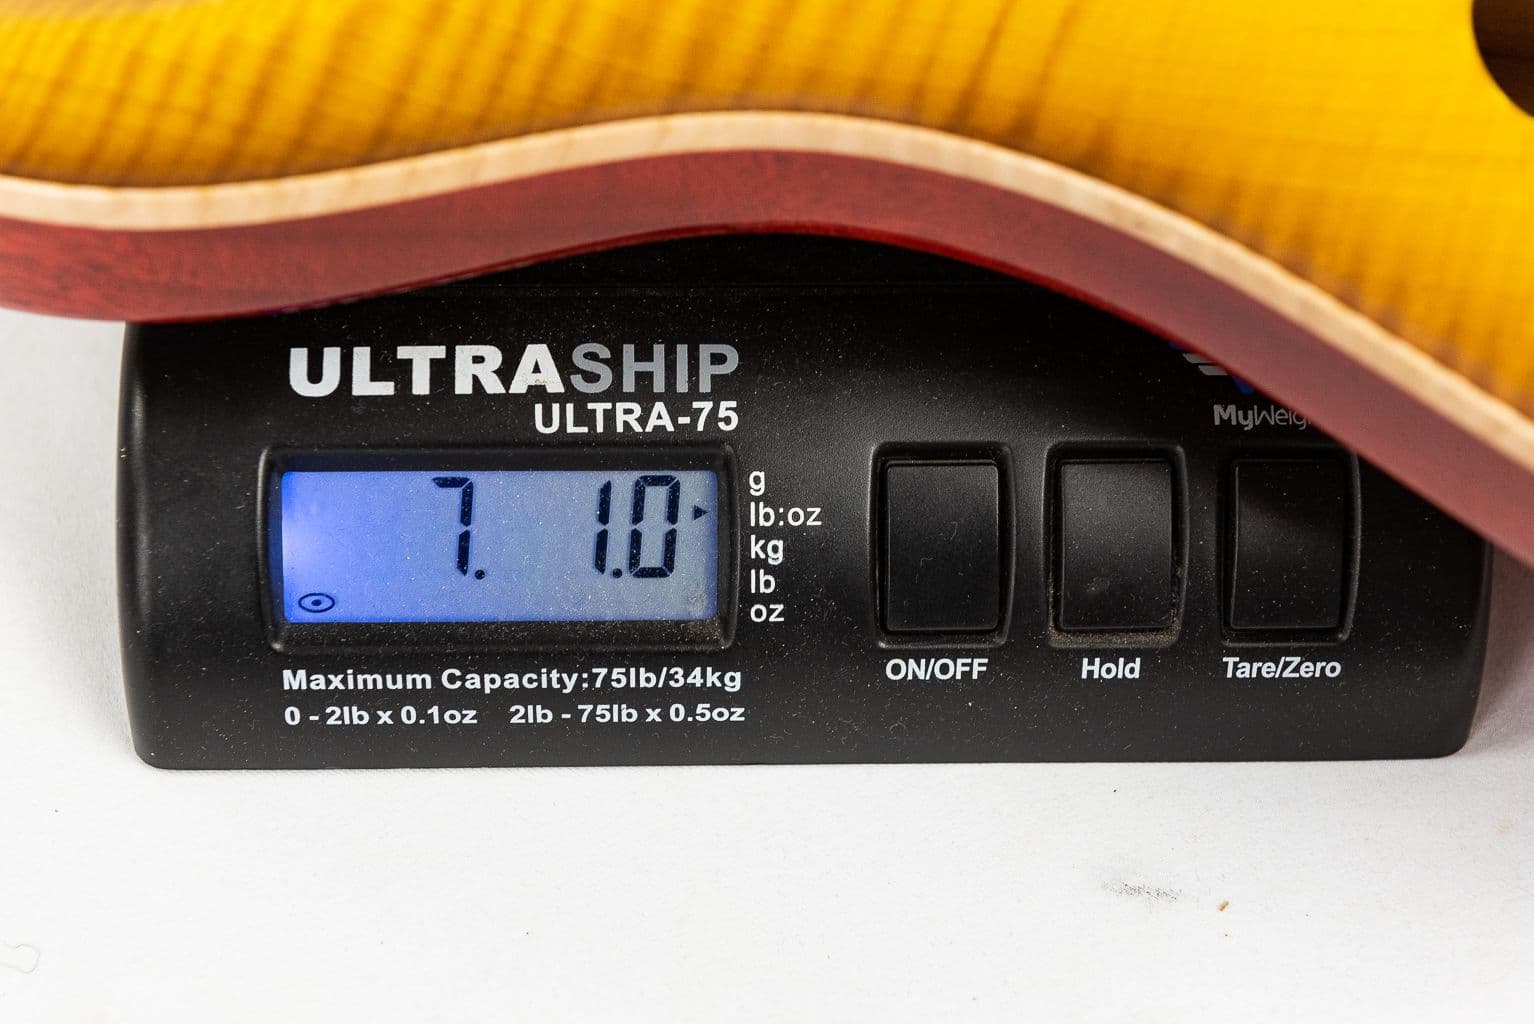 ULTRASHIP
ULTRA-75
7. 1.0
g
lb:oz
kg
lb
oz
Maximum Capacity:75lb/34kg
0 - 2lb x 0.1oz 2lb - 75lb x 0.5oz
ON/OFF
Hold
Tare/Zero